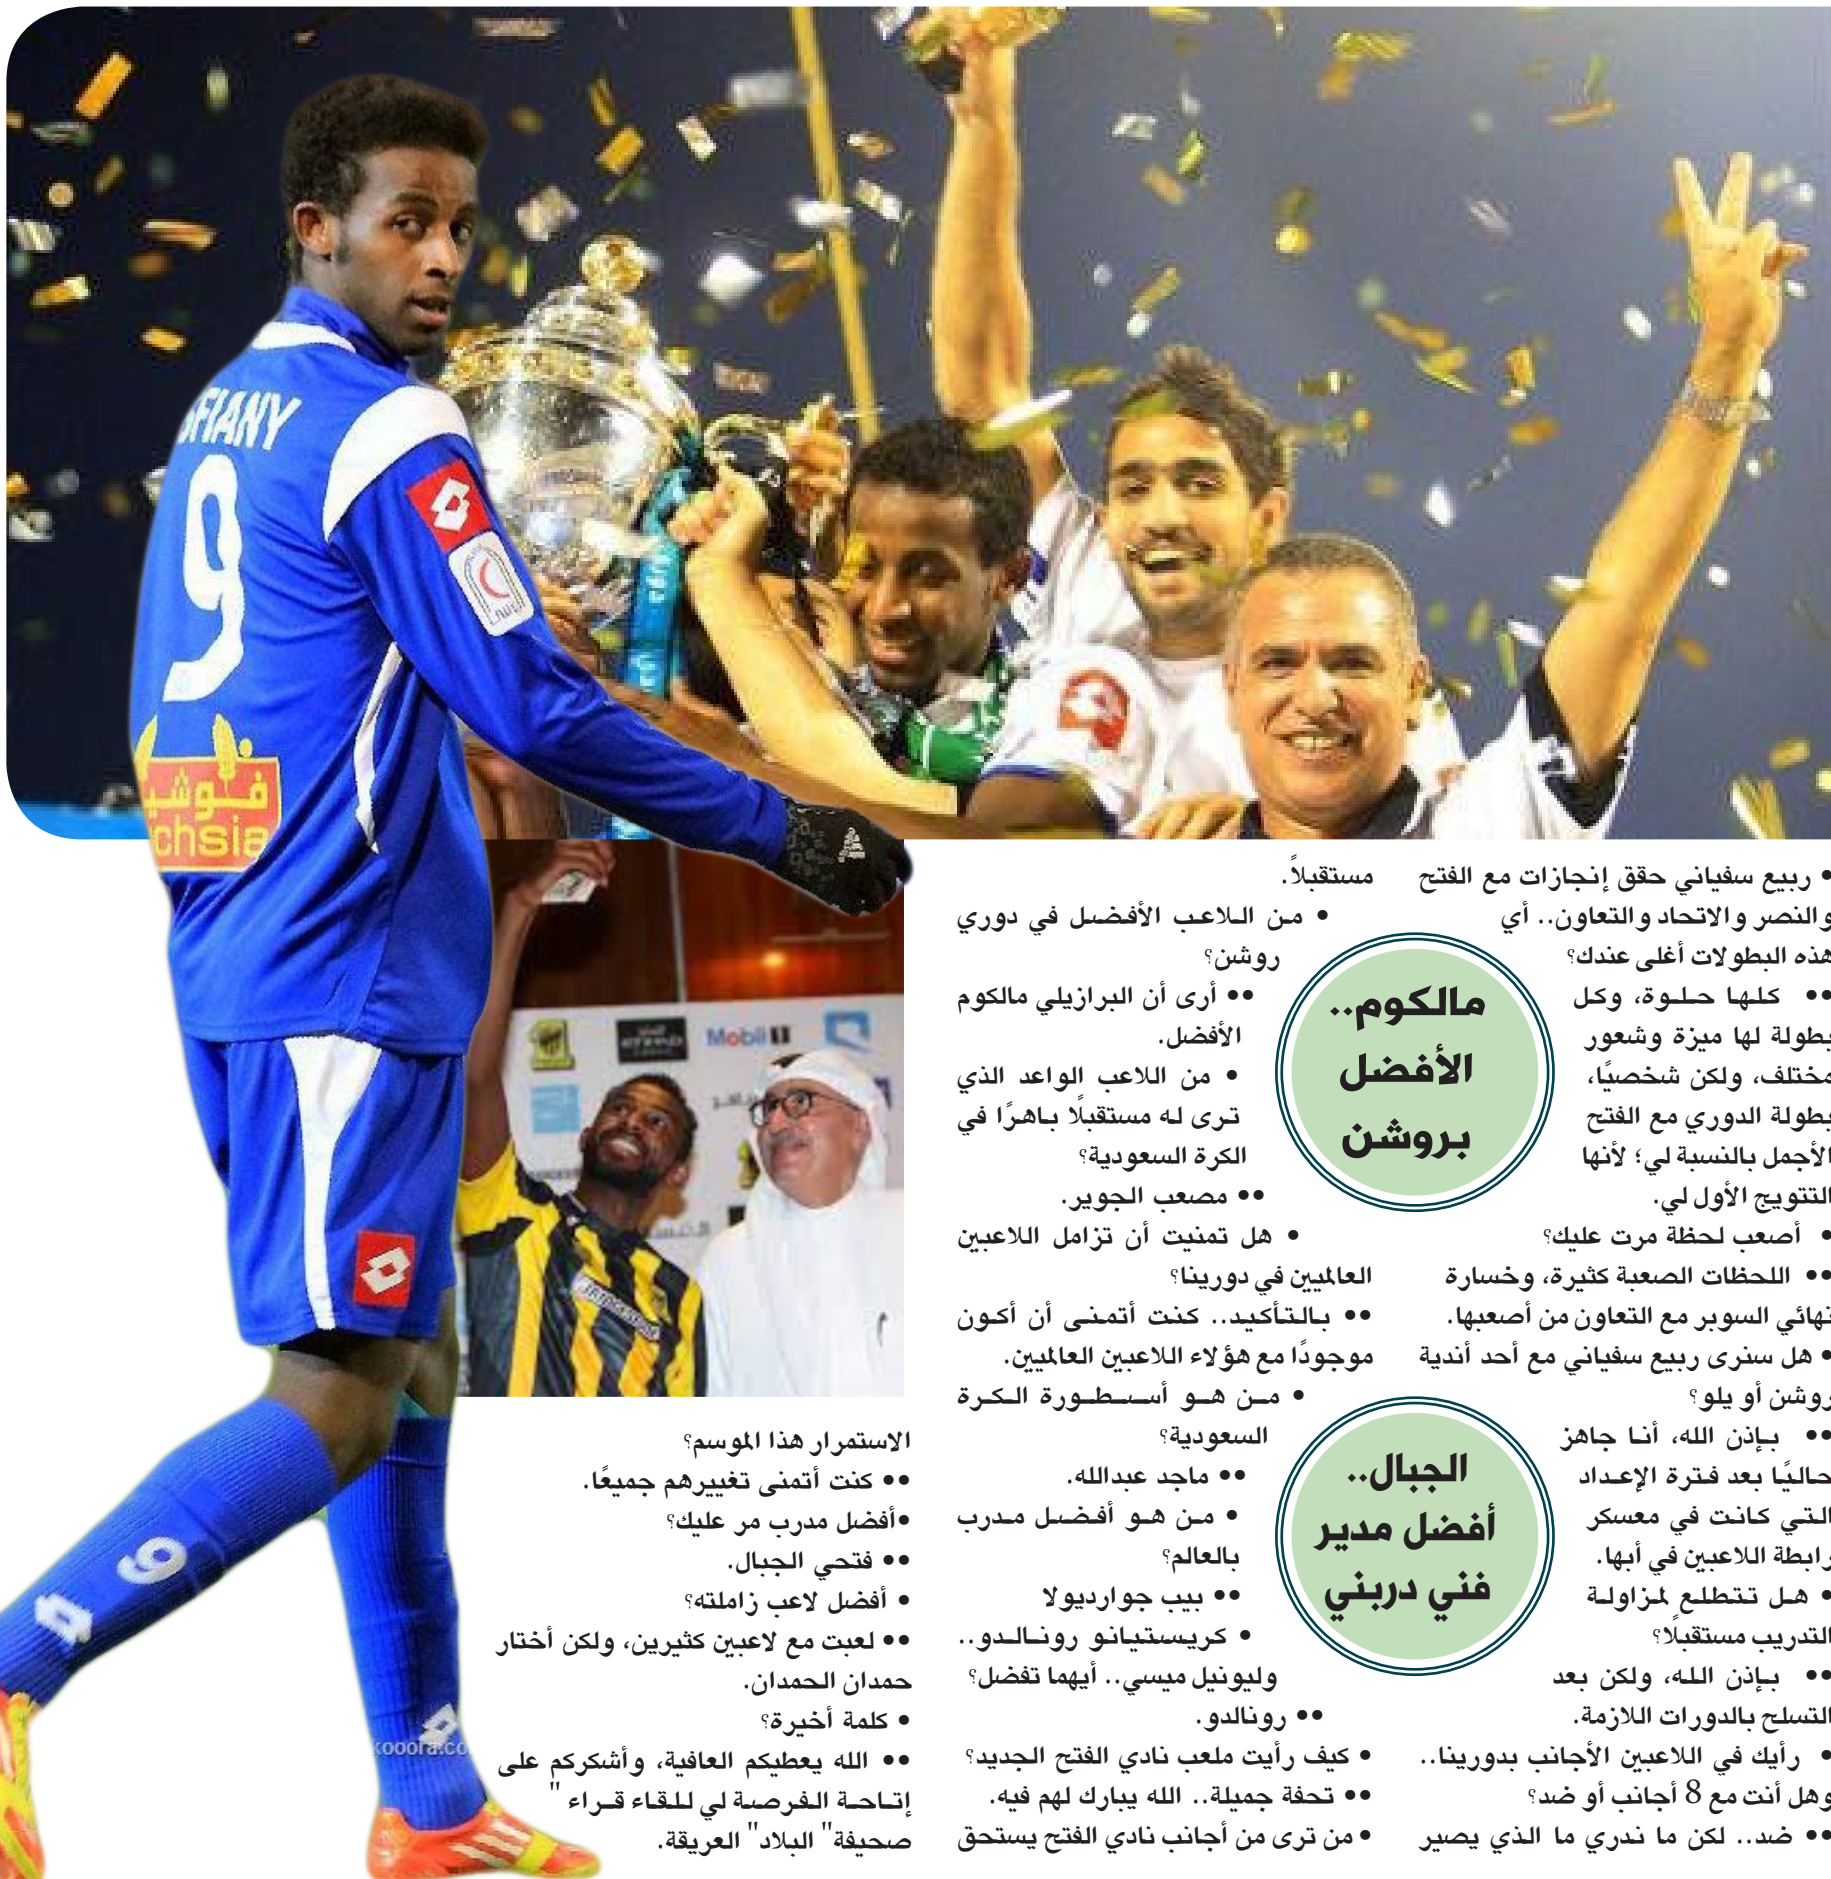 FIANY
9
فوشي
chsia
9
kooora.co
Mobil 1
• ربيع سفياني حقق إنجازات مع الفتح
والنصر والاتحاد والتعاون.. أي
هذه البطولات أغلى عندك؟
•• كلها حلوة، وكل
بطولة لها ميزة وشعور
مختلف، ولكن شخصيًا،
بطولة الدوري مع الفتح
الأجمل بالنسبة لي؛ لأنها
التتويج الأول لي.
• أصعب لحظة مرت عليك؟
•• اللحظات الصعبة كثيرة، وخسارة
نهائي السوبر مع التعاون من أصعبها.
• هل سنرى ربيع سفياني مع أحد أندية
روشن أو يلو؟
•• بإذن الله، أنا جاهز
حاليًا بعد فترة الإعداد
التي كانت في معسكر
رابطة اللاعبين في أبها.
• هل تتطلع لمزاولة
التدريب مستقبلًا؟
•• بإذن الله، ولكن بعد
التسلح بالدورات اللازمة.
• رأيك في اللاعبين الأجانب بدورينا..
وهل أنت مع 8 أجانب أو ضد؟
•• ضد.. لكن ما ندري ما الذي يصير
مستقبلاً.
• من اللاعب الأفضل في دوري
روشن؟
•• أرى أن البرازيلي مالكوم
الأفضل.
• من اللاعب الواعد الذي
ترى له مستقبلًا باهرًا في
الكرة السعودية؟
•• مصعب الجوير.
• هل تمنيت أن تزامل اللاعبين
العالميين في دورينا؟
•• بالتأكيد.. كنت أتمنى أن أكون
موجودًا مع هؤلاء اللاعبين العالميين.
• من هو أسطورة الكرة
السعودية؟
•• ماجد عبدالله.
• من هو أفضل مدرب
بالعالم؟
•• بيب جوارديولا
• كريستيانو رونالدو..
وليونيل ميسي.. أيهما تفضل؟
•• رونالدو.
• كيف رأيت ملعب نادي الفتح الجديد؟
•• تحفة جميلة.. الله يبارك لهم فيه.
• من ترى من أجانب نادي الفتح يستحق
الاستمرار هذا الموسم؟
•• كنت أتمنى تغييرهم جميعًا.
•أفضل مدرب مر عليك؟
•• فتحي الجبال.
• أفضل لاعب زاملته؟
•• لعبت مع لاعبين كثيرين، ولكن أختار
حمدان الحمدان.
• كلمة أخيرة؟
•• الله يعطيكم العافية، وأشكركم على
إتاحة الفرصة لي للقاء قراء "
صحيفة" البلاد" العريقة.
مالكوم..
الأفضل
بروشن
الجبال..
أفضل مدير
فني دربني